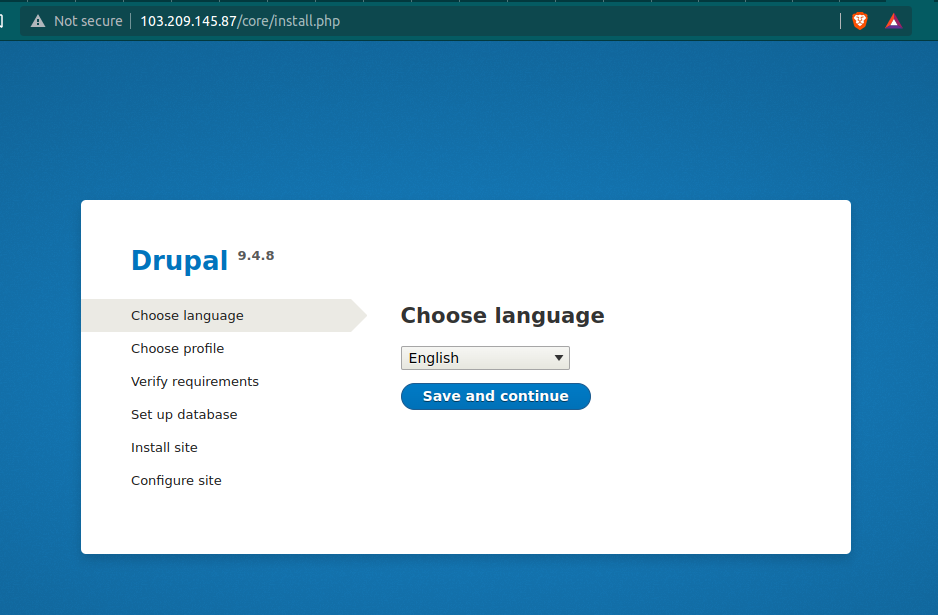 Not secure 103.209.145.87/core/install.php
Drupal 9.4.8
Choose language
Choose profile
Verify requirements
Set up database
Install site
Configure site
Choose language
English
Save and continue